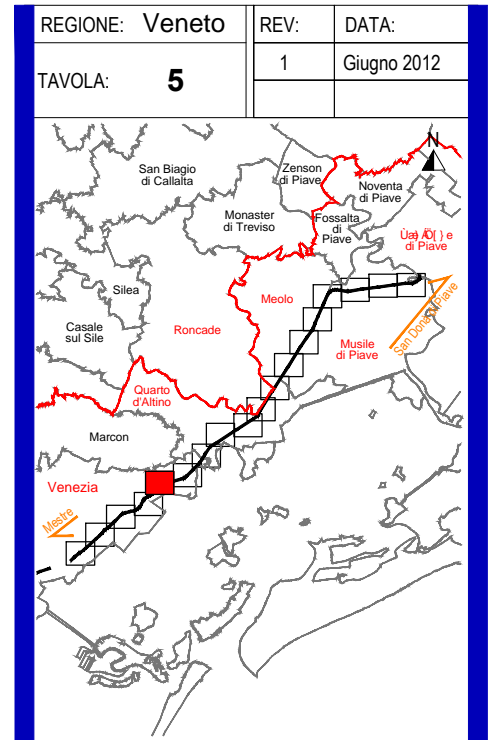 REGIONE: Veneto
REV:
DATA:
TAVOLA: 5
1
Giugno 2012
N
San Biagio
di Callalta
Zenson
di Piave
Noventa
di Piave
Monaster
di Treviso
Fossalta
di
Piave
di Piave
Silea
Meolo
Casale
sul Sile
Roncade
Musile
di Piave
San Donà di Piave
Quarto
d'Altino
Marcon
Venezia
Mestre